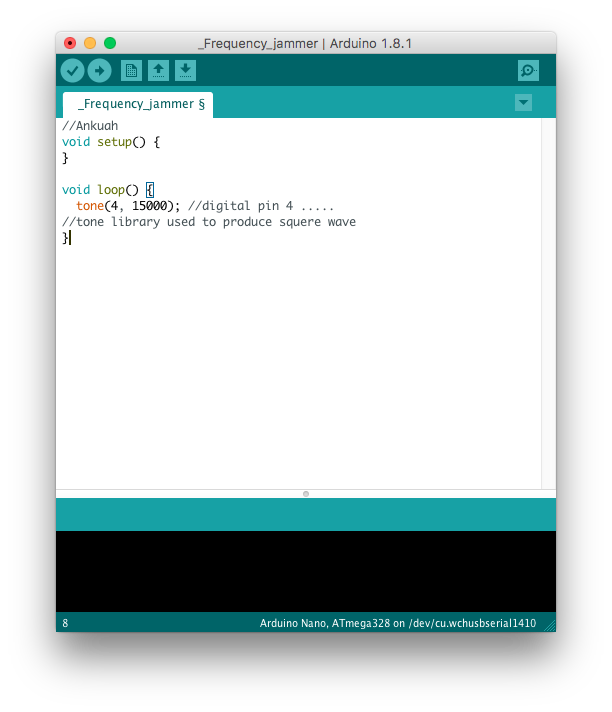 _Frequency_jammer | Arduino 1.8.1
_Frequency_jammer §
//Ankuah
void setup() {
}
void loop() {
  tone(4, 15000); //digital pin 4 .....
//tone library used to produce squere wave
}
8
Arduino Nano, ATmega328 on /dev/cu.wchusbserial1410